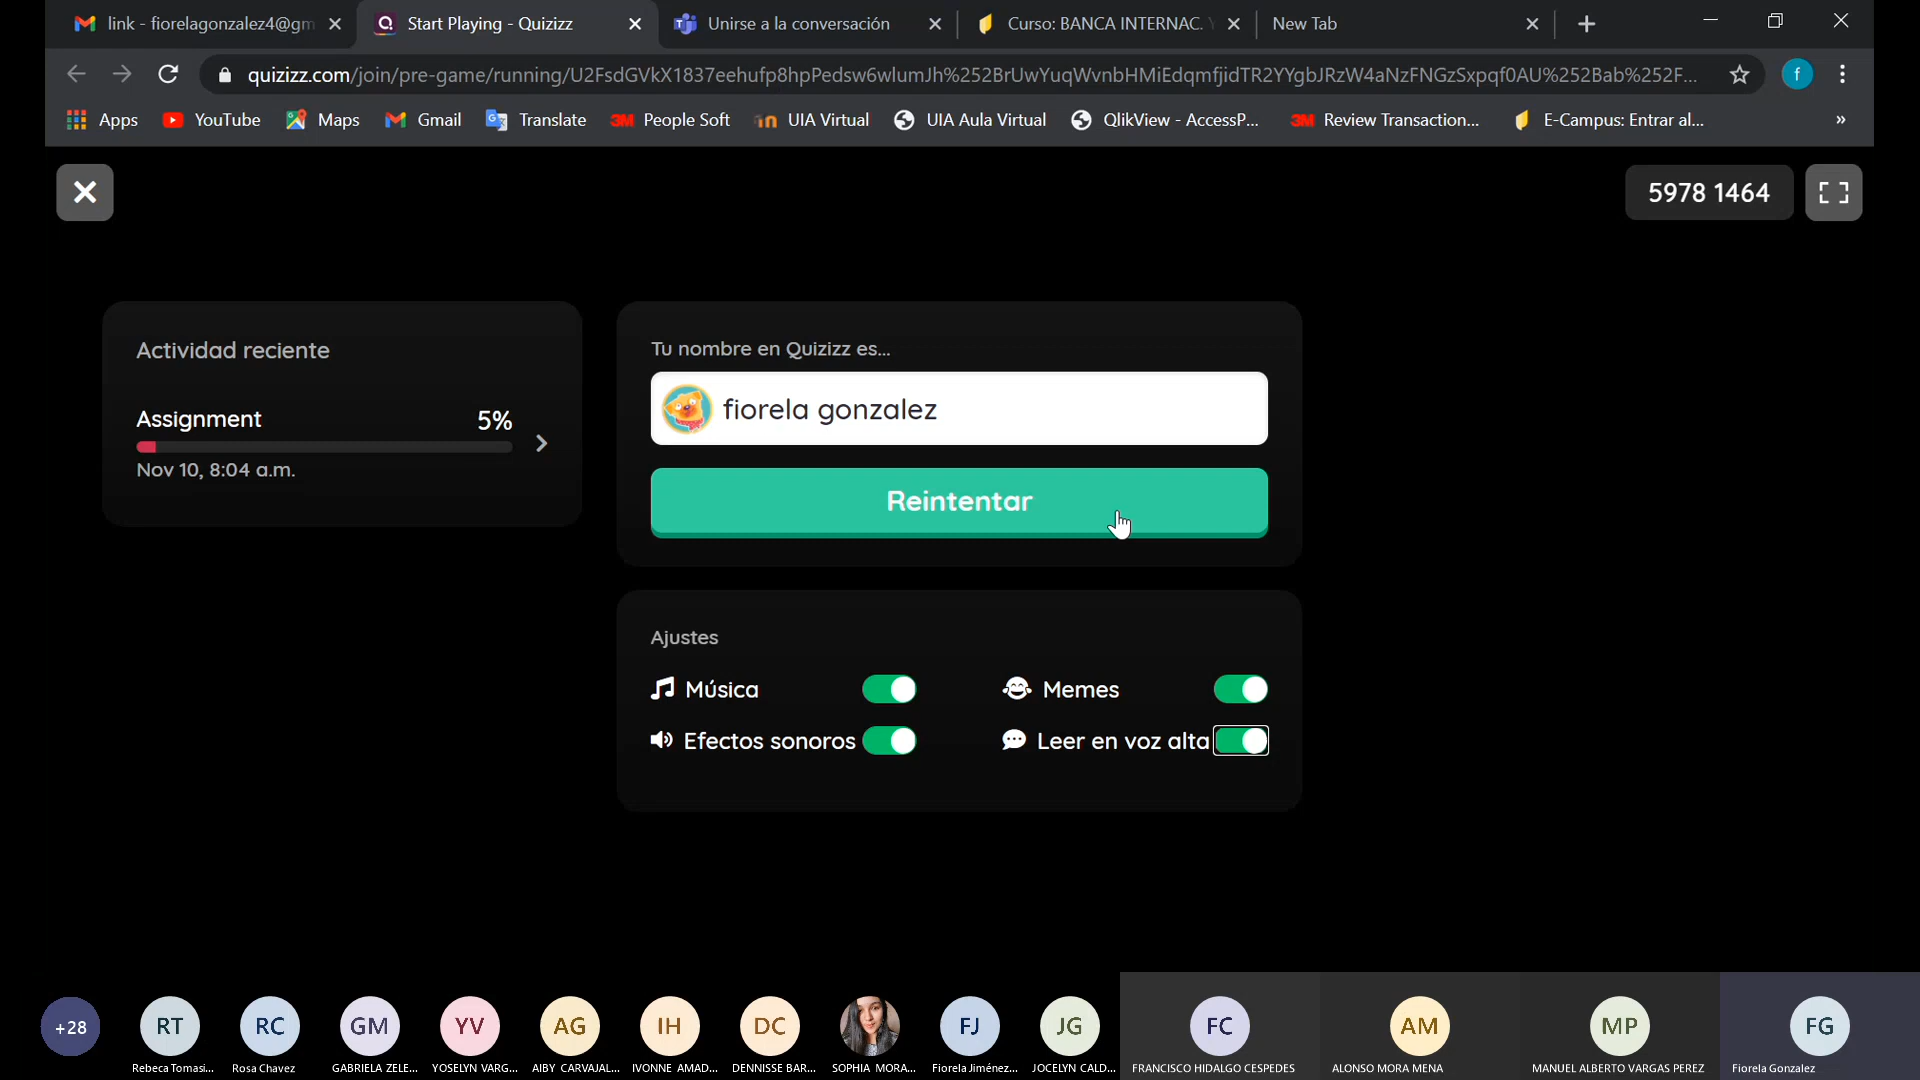 link - fiorelagonzalez4@gm
Start Playing - Quizizz
Unirse a la conversación
Curso: BANCA INTERNAC. Y
New Tab
quizizz.com/join/pre-game/running/U2FsdGVkX1837eehufp8hpPedsw6wlumJh%252BrUwYuqWvnbHMiEdqmfjidTR2YYgbJRzW4aNzFNGzSxpqf0AU%252Bab%252F...
f
Apps
YouTube
Maps
Gmail
Translate
3M People Soft
UIA Virtual
UIA Aula Virtual
QlikView - AccessP...
3M Review Transaction...
E-Campus: Entrar al...
»
5978 1464
Actividad reciente
Assignment 5%
Nov 10, 8:04 a.m.
Tu nombre en Quizizz es...
fiorela gonzalez
Reintentar
Ajustes
Música
Memes
Efectos sonoros
Leer en voz alta
+28
RT
RC
GM
YV
AG
IH
DC
FJ
JG
FC
AM
MP
FG
Rebeca Tomasi...
Rosa Chavez
GABRIELA ZELE...
YOSELYN VARG...
AIBY CARVAJAL...
IVONNE AMAD...
DENNISSE BAR...
SOPHIA MORA...
Fiorela Jiménez...
JOCELYN CALD...
FRANCISCO HIDALGO CESPEDES
ALONSO MORA MENA
MANUEL ALBERTO VARGAS PEREZ
Fiorela Gonzalez